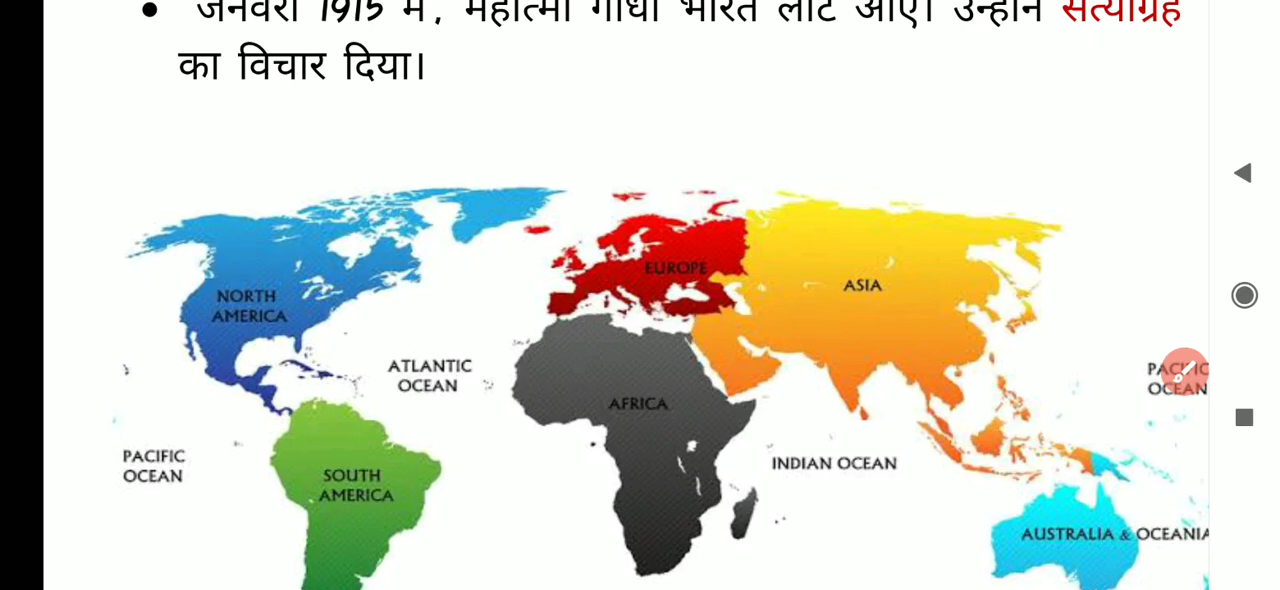 • जनवरी 1915 में, महात्मा गांधी भारत लौट आए। उन्होंने सत्याग्रह
का विचार दिया।
EUROPE
ASIA
NORTH
AMERICA
ATLANTIC
OCEAN
PACIFIC
OCEAN
AFRICA
PACIFIC
OCEAN
INDIAN OCEAN
SOUTH
AMERICA
AUSTRALIA & OCEANIA